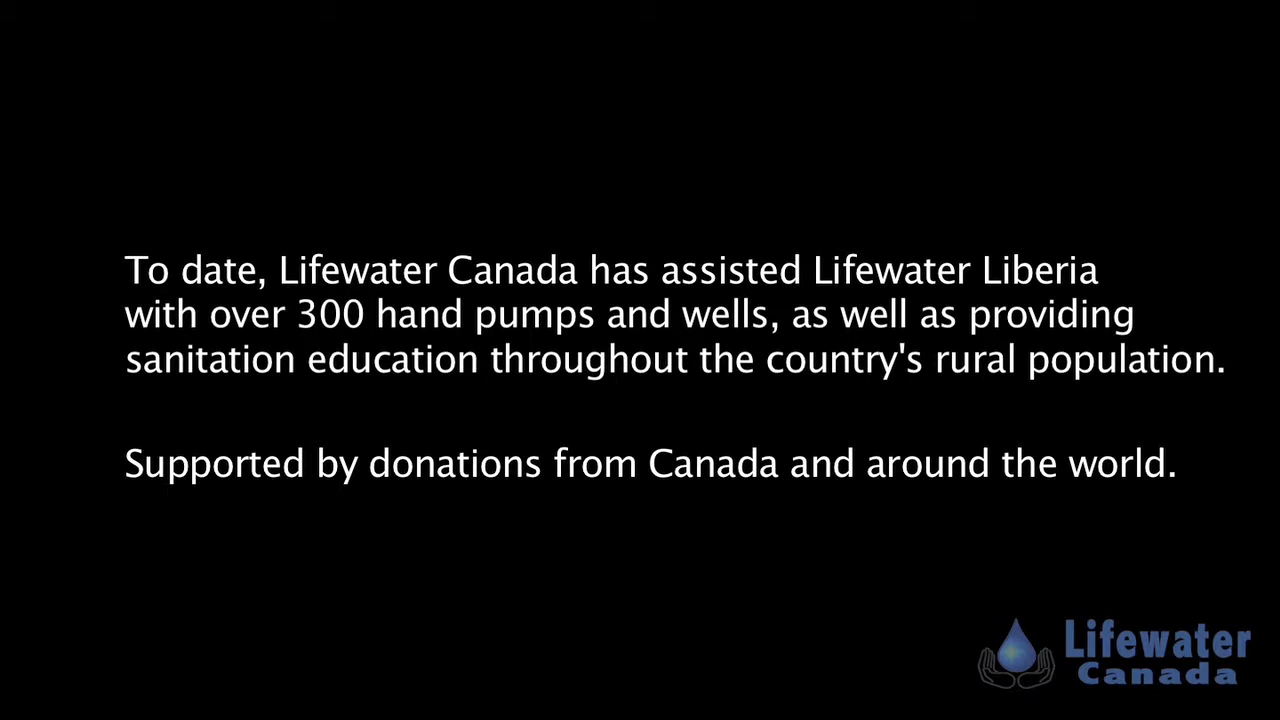 To date, Lifewater Canada has assisted Lifewater Liberia
with over 300 hand pumps and wells, as well as providing
sanitation education throughout the country's rural population.
Supported by donations from Canada and around the world.
Lifewater
Canada